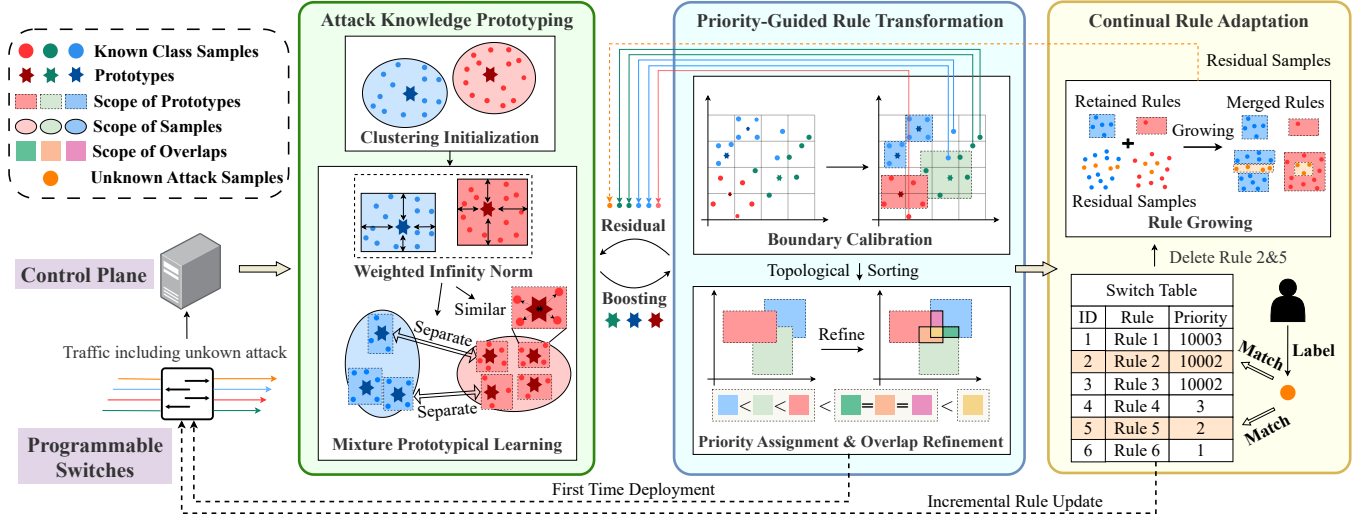 Known Class Samples
Prototypes
Scope of Prototypes
Scope of Samples
Scope of Overlaps
Unknown Attack Samples
Control Plane
Traffic including unkown attack
Programmable
Switches
Attack Knowledge Prototyping
Clustering Initialization
Weighted Infinity Norm
Similar
Separate
Separate
Mixture Prototypical Learning
Residual
Boosting
Priority-Guided Rule Transformation
Boundary Calibration
Topological Sorting
Refine
< < < = = <
Priority Assignment & Overlap Refinement
Continual Rule Adaptation
Residual Samples
Retained Rules
Merged Rules
Growing
+
Residual Samples
Rule Growing
Delete Rule 2&5
Switch Table
ID Rule Priority
1 Rule 1 10003
2 Rule 2 10002
3 Rule 3 10002
4 Rule 4 3
5 Rule 5 2
6 Rule 6 1
Label
Match
Match
First Time Deployment
Incremental Rule Update